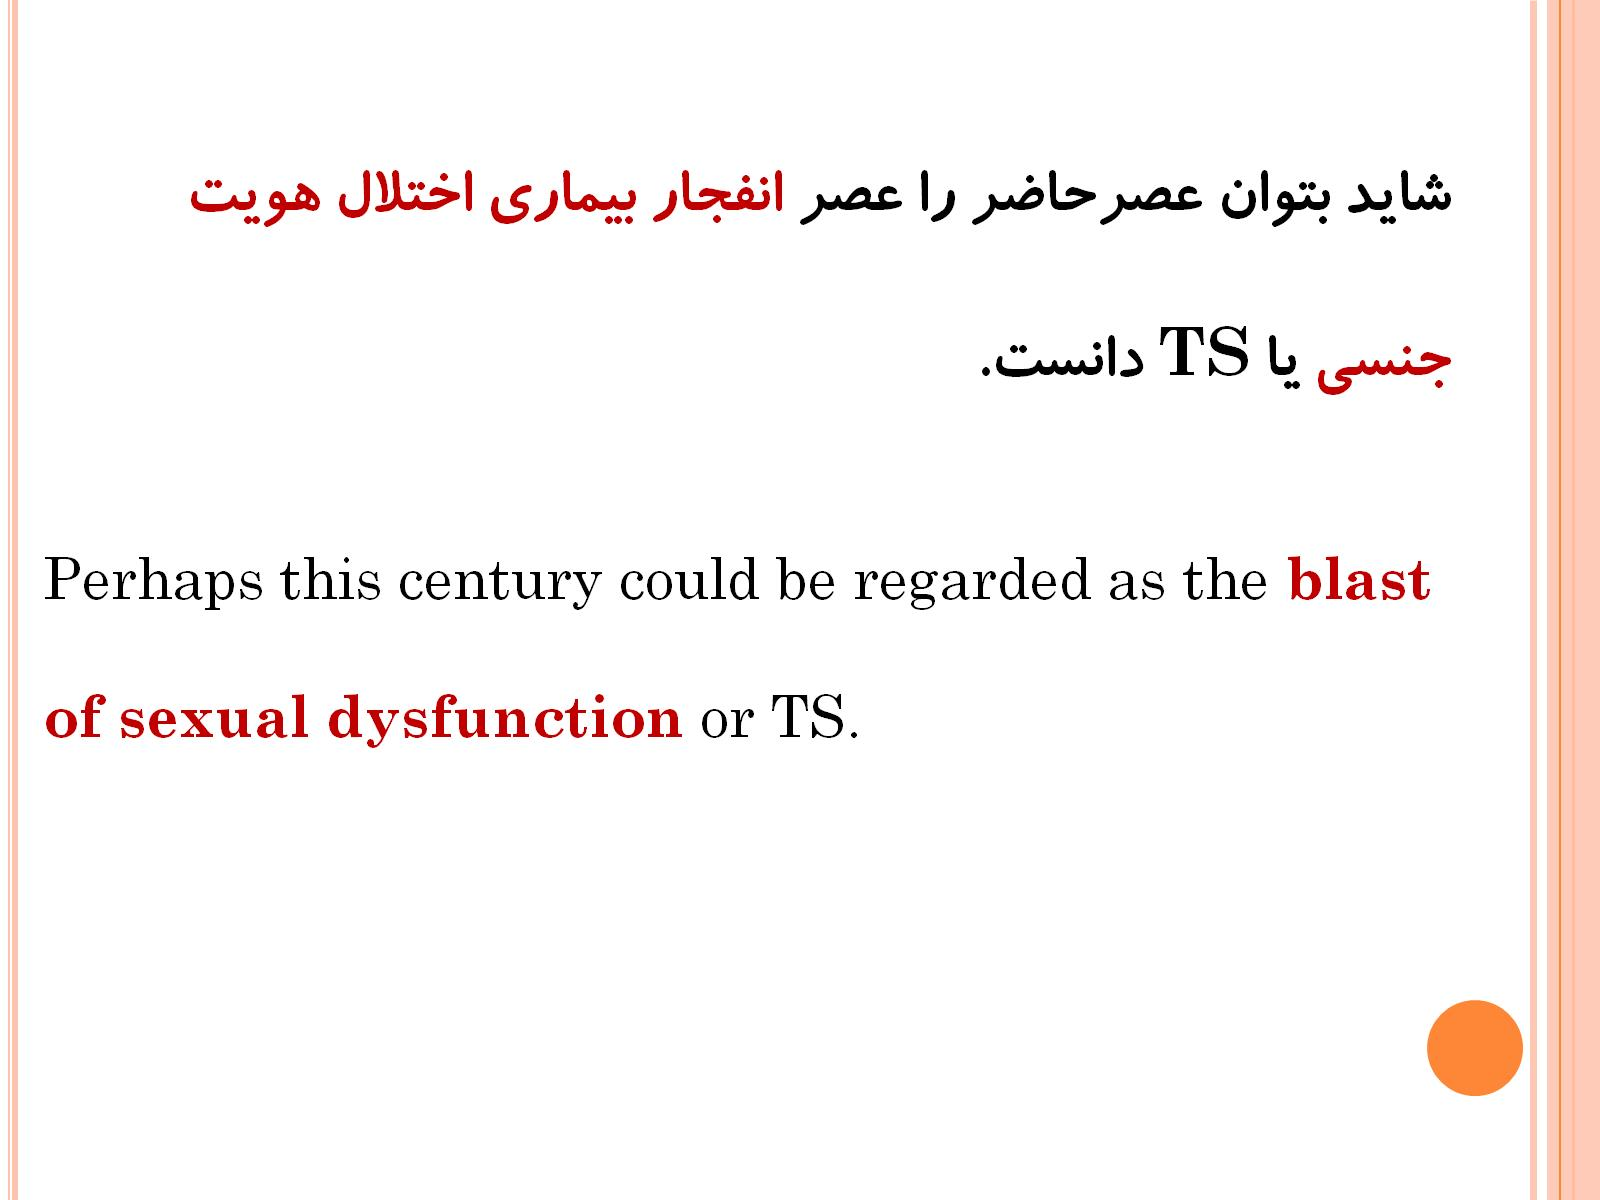 شاید بتوان عصرحاضر را عصر انفجار بیماری اختلال هویت
جنسی یا TS دانست.
Perhaps this century could be regarded as the blast
of sexual dysfunction or TS.